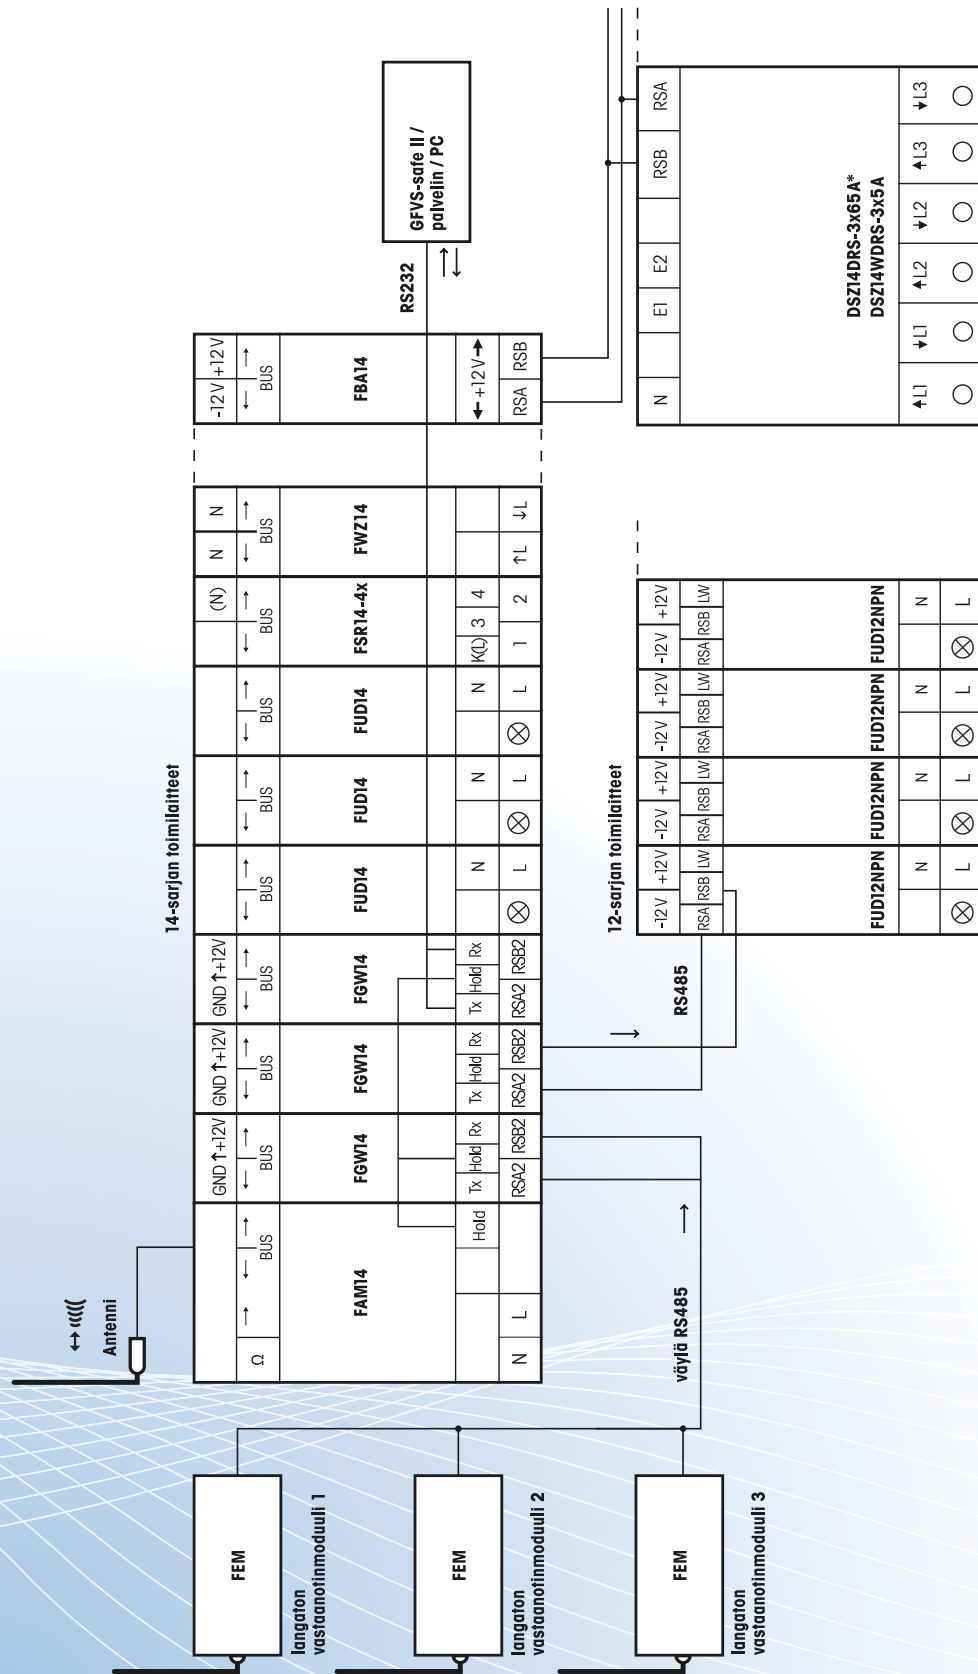 14-sarjan toimilaitteet
Antenni
Ω
BUS
FAM14
Hold
N L
GND ↑+12V
BUS
FGW14
Tx Hold Rx
RSA2 RSB2
GND ↑+12V
BUS
FGW14
Tx Hold Rx
RSA2 RSB2
GND ↑+12V
BUS
FGW14
Tx Hold Rx
RSA2 RSB2
BUS
FUD14
N
L
BUS
FUD14
N
L
BUS
FUD14
N
L
(N)
BUS
FSR14-4x
K(L) 3 4
1 2
N N
BUS
FWZ14
↑L ↓L
-12V +12V
BUS
FBA14
+12V
RSA RSB
RS232
GFVS-safe II /
palvelin / PC
FEM
langaton
vastaanotinmoduuli 1
FEM
langaton
vastaanotinmoduuli 2
FEM
langaton
vastaanotinmoduuli 3
väylä RS485
RS485
12-sarjan toimilaitteet
-12V +12V
RSA RSB LW
FUD12NPN
N
L
-12V +12V
RSA RSB LW
FUD12NPN
N
L
-12V +12V
RSA RSB LW
FUD12NPN
N
L
-12V +12V
RSA RSB LW
FUD12NPN
N
L
N E1 E2 RSB RSA
DSZ14DRS-3x65A*
DSZ14WDRS-3x5A
↑L1 ↓L1 ↑L2 ↓L2 ↑L3 ↓L3